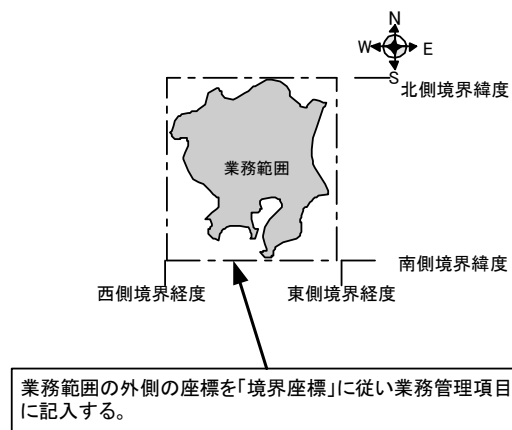 N
W E
S
北側境界緯度
業務範囲
南側境界緯度
西側境界経度 東側境界経度
業務範囲の外側の座標を「境界座標」に従い業務管理項目
に記入する。